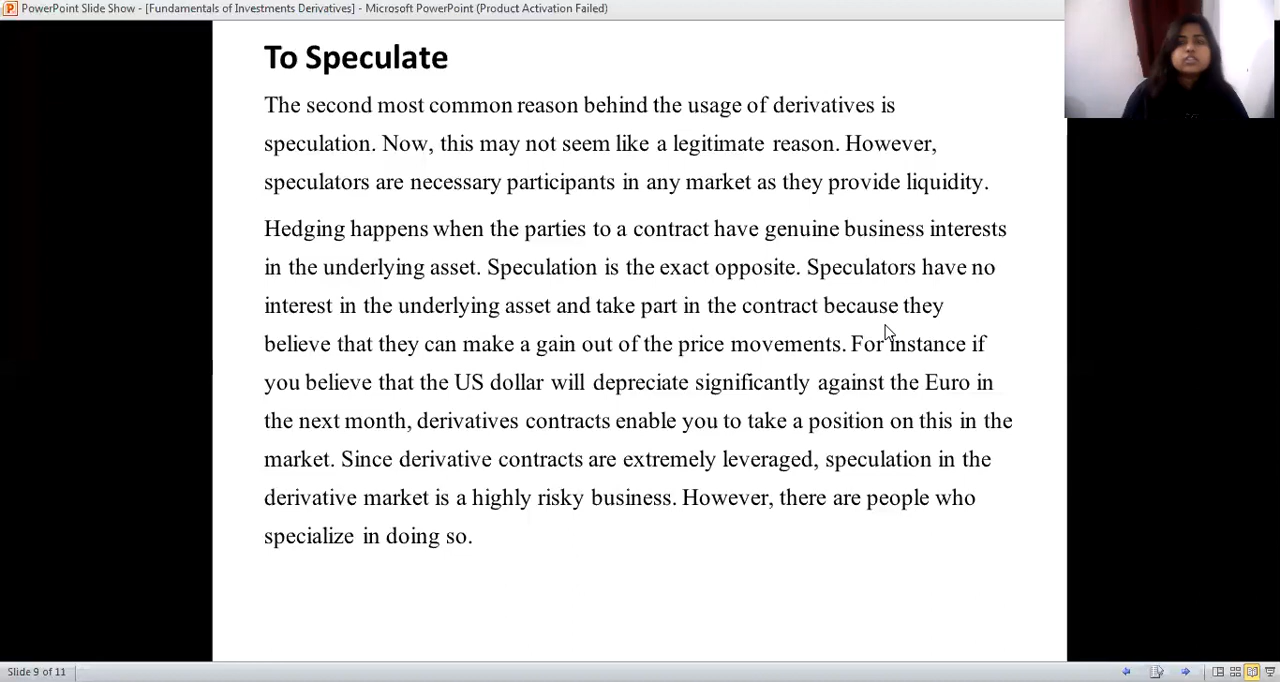 PowerPoint Slide Show - [Fundamentals of Investments Derivatives] - Microsoft PowerPoint (Product Activation Failed)
To Speculate
The second most common reason behind the usage of derivatives is
speculation. Now, this may not seem like a legitimate reason. However,
speculators are necessary participants in any market as they provide liquidity.
Hedging happens when the parties to a contract have genuine business interests
in the underlying asset. Speculation is the exact opposite. Speculators have no
interest in the underlying asset and take part in the contract because they
believe that they can make a gain out of the price movements. For instance if
you believe that the US dollar will depreciate significantly against the Euro in
the next month, derivatives contracts enable you to take a position on this in the
market. Since derivative contracts are extremely leveraged, speculation in the
derivative market is a highly risky business. However, there are people who
specialize in doing so.
Slide 9 of 11